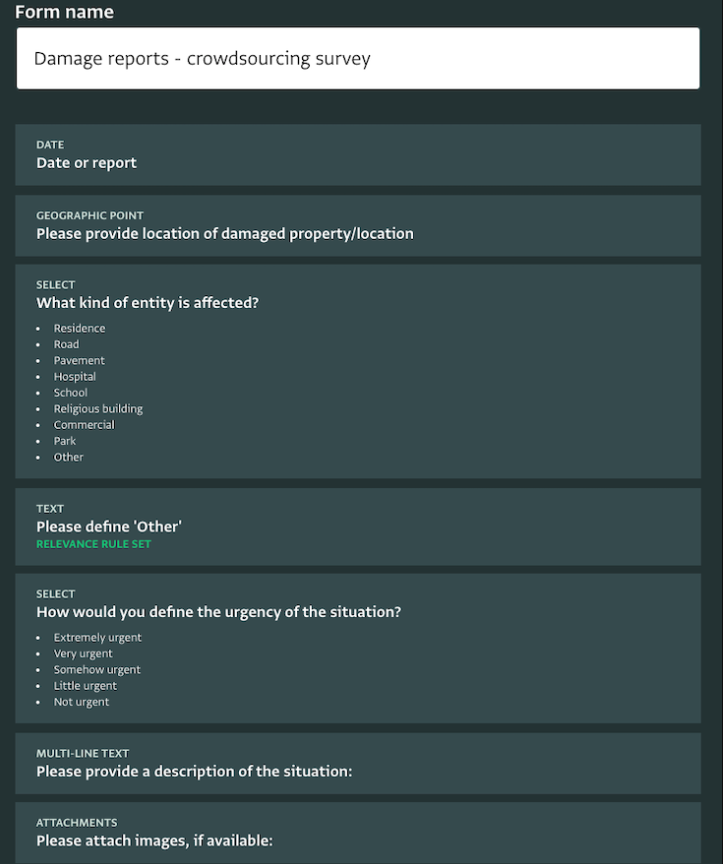 Form name
Damage reports - crowdsourcing survey
DATE
Date or report
GEOGRAPHIC POINT
Please provide location of damaged property/location
SELECT
What kind of entity is affected?
• Residence
• Road
• Pavement
• Hospital
• School
• Religious building
• Commercial
• Park
• Other
TEXT
Please define 'Other'
RELEVANCE RULE SET
SELECT
How would you define the urgency of the situation?
• Extremely urgent
• Very urgent
• Somehow urgent
• Little urgent
• Not urgent
MULTI-LINE TEXT
Please provide a description of the situation:
ATTACHMENTS
Please attach images, if available: